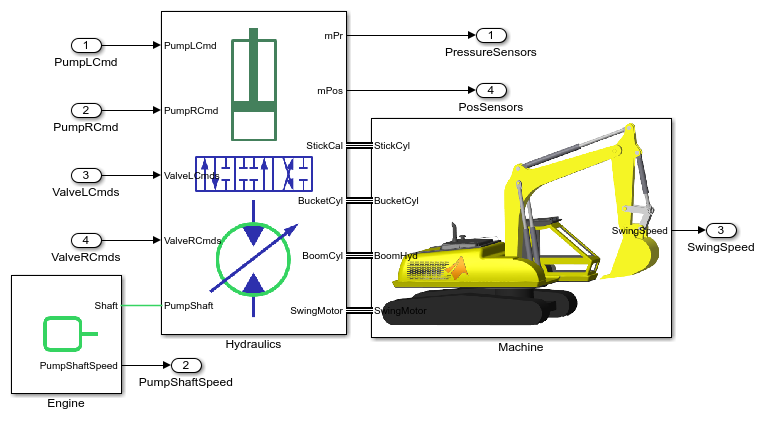 1
PumpLCmd
2
PumpRCmd
3
ValveLCmds
4
ValveRCmds
PumpLCmd
PumpRCmd
ValveLCmds
ValveRCmds
PumpShaft
mPr
mPos
StickCal
BucketCyl
BoomCyl
SwingMotor
Hydraulics
1
PressureSensors
4
PosSensors
StickCyl
BucketCyl
BoomHyd
SwingMotor
SwingSpeed
Machine
3
SwingSpeed
Shaft
PumpShaftSpeed
Engine
2
PumpShaftSpeed